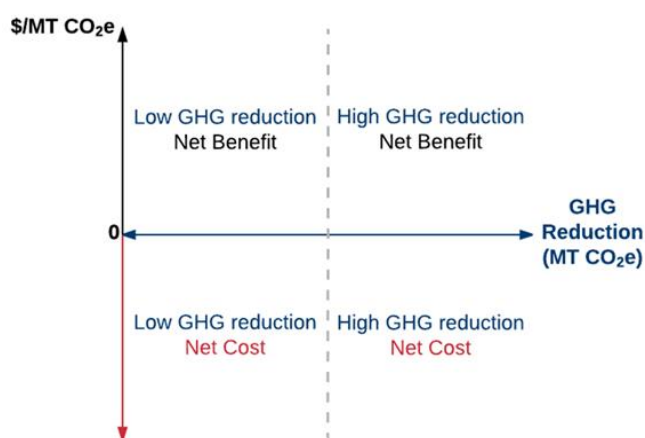 $/MT CO₂e
Low GHG reduction
Net Benefit
High GHG reduction
Net Benefit
0
GHG
Reduction
(MT CO₂e)
Low GHG reduction
Net Cost
High GHG reduction
Net Cost